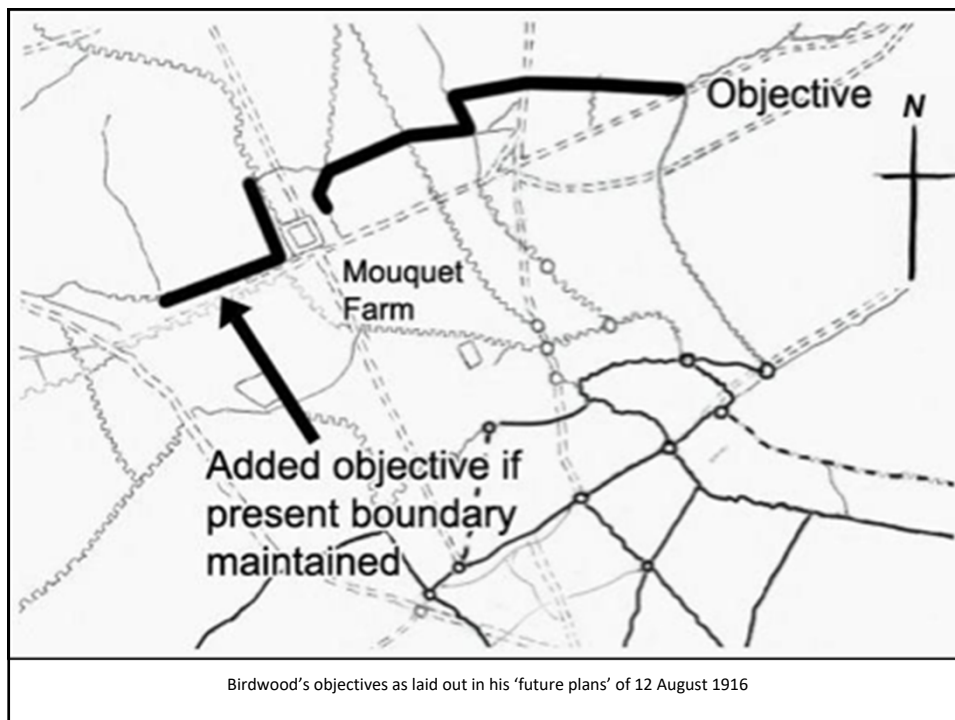 Objective
N
Mouquet
Farm
Added objective if
present boundary
maintained
Birdwood’s objectives as laid out in his ‘future plans’ of 12 August 1916